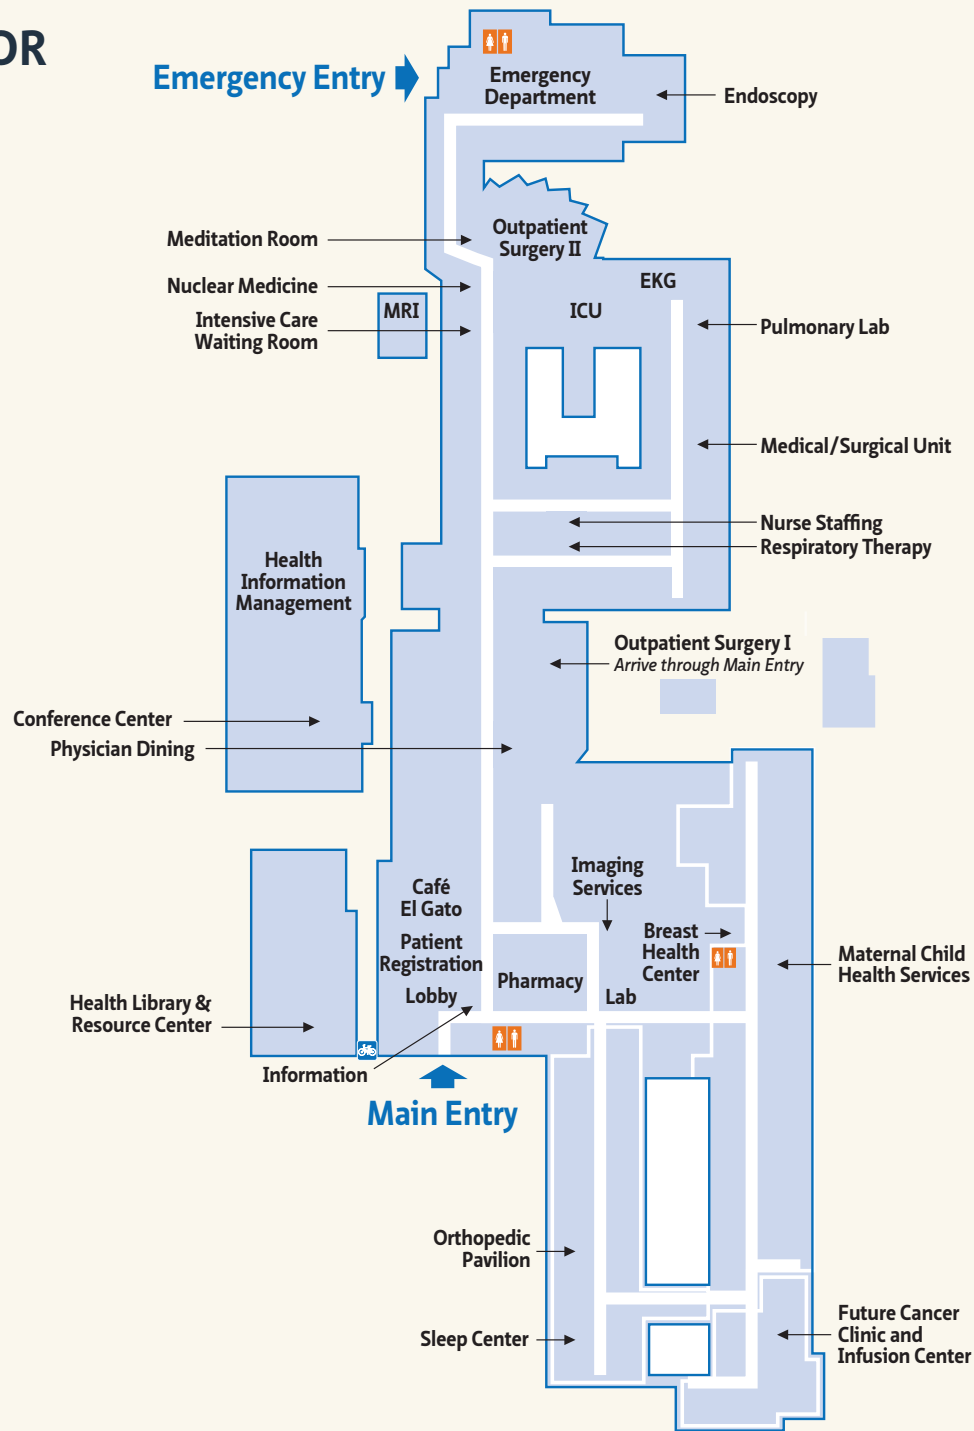 OR
Emergency Entry
Emergency
Department
Endoscopy
Meditation Room
Outpatient
Surgery II
Nuclear Medicine
EKG
MRI
ICU
Intensive Care
Waiting Room
Pulmonary Lab
Medical/Surgical Unit
Nurse Staffing
Respiratory Therapy
Health
Information
Management
Outpatient Surgery I
Arrive through Main Entry
Conference Center
Physician Dining
Imaging
Services
Café
El Gato
Patient
Registration
Breast
Health
Center
Maternal Child
Health Services
Pharmacy
Lobby
Lab
Health Library &
Resource Center
Information
Main Entry
Orthopedic
Pavilion
Sleep Center
Future Cancer
Clinic and
Infusion Center